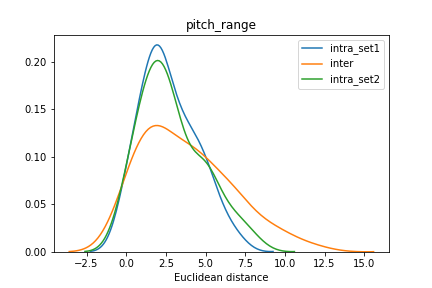 pitch_range
intra_set1
inter
intra_set2
0.20
0.15
0.10
0.05
0.00
−2.5 0.0 2.5 5.0 7.5 10.0 12.5 15.0
Euclidean distance